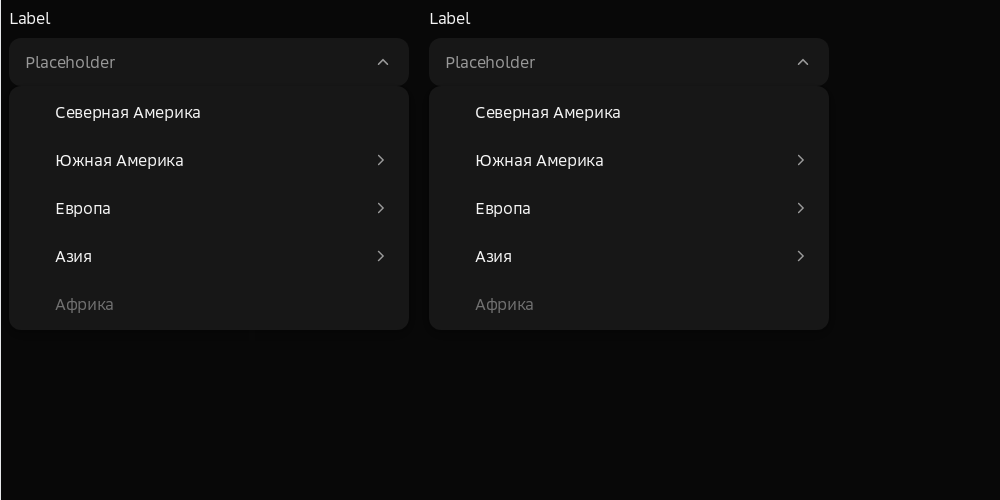 Label
Placeholder
Северная Америка
Южная Америка
Европа
Азия
Африка
Label
Placeholder
Северная Америка
Южная Америка
Европа
Азия
Африка